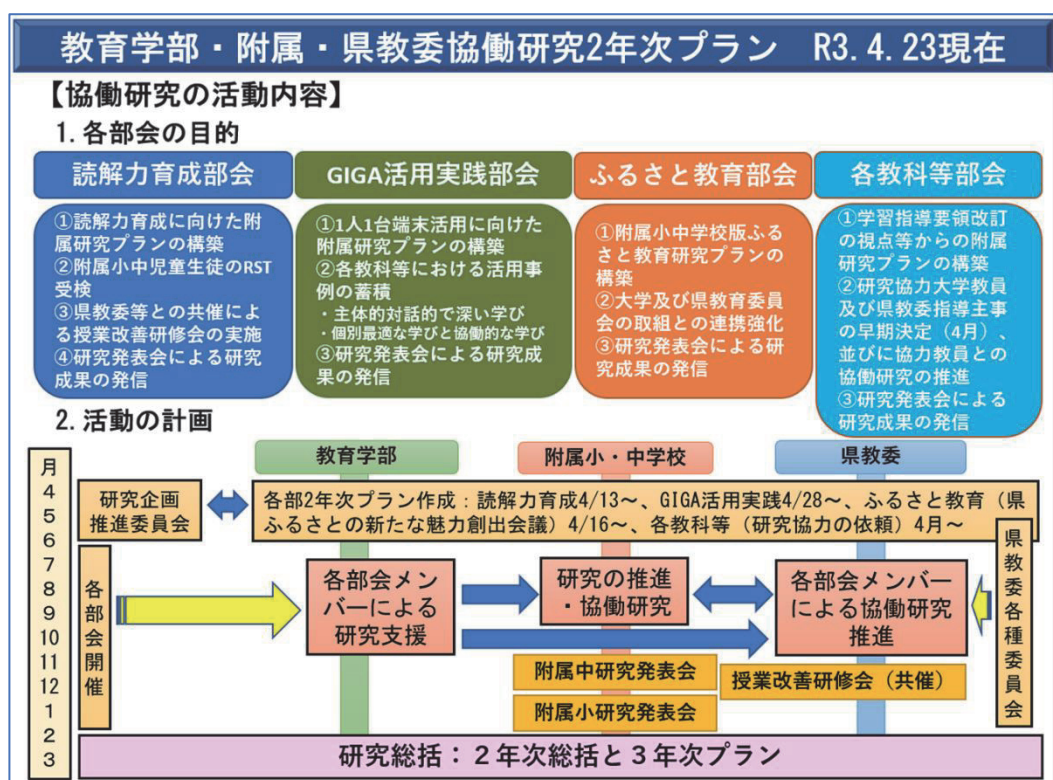 教育学部・附属・県教委協働研究2年次プラン R3.4.23現在
【協働研究の活動内容】
1. 各部会の目的
読解力育成部会
①読解力育成に向けた附
属研究プランの構築
②附属小中児童生徒のRST
受検
③県教委等との共催によ
る授業改善研修会の実施
④研究発表会による研究
成果の発信
GIGA活用実践部会
①1人1台端末活用に向けた
附属研究プランの構築
②各教科等における活用事
例の蓄積
・主体的対話的で深い学び
・個別最適な学びと協働的な学び
③研究発表会による研究成
果の発信
ふるさと教育部会
①附属小中学校版ふる
さと教育研究プランの
構築
②大学及び県教育委員
会の取組との連携強化
③研究発表会による研
究成果の発信
各教科等部会
①学習指導要領改訂
の視点等からの附属
研究プランの構築
②研究協力大学教員
及び県教委指導主事
の早期決定（4月）、
並びに協力教員との
協働研究の推進
③研究発表会による
研究成果の発信
2. 活動の計画
月
4
5
6
7
8
9
10
11
12
1
2
3
教育学部
附属小・中学校
県教委
研究企画
推進委員会
各部2年次プラン作成：読解力育成4/13～、GIGA活用実践4/28～、ふるさと教育（県
ふるさとの新たな魅力創出会議）4/16～、各教科等（研究協力の依頼）4月～
各部会開催
各部会メン
バーによる
研究支援
研究の推進
・協働研究
各部会メンバー
による協働研究
推進
県教委各種委員会
附属中研究発表会
授業改善研修会（共催）
附属小研究発表会
研究総括：２年次総括と３年次プラン